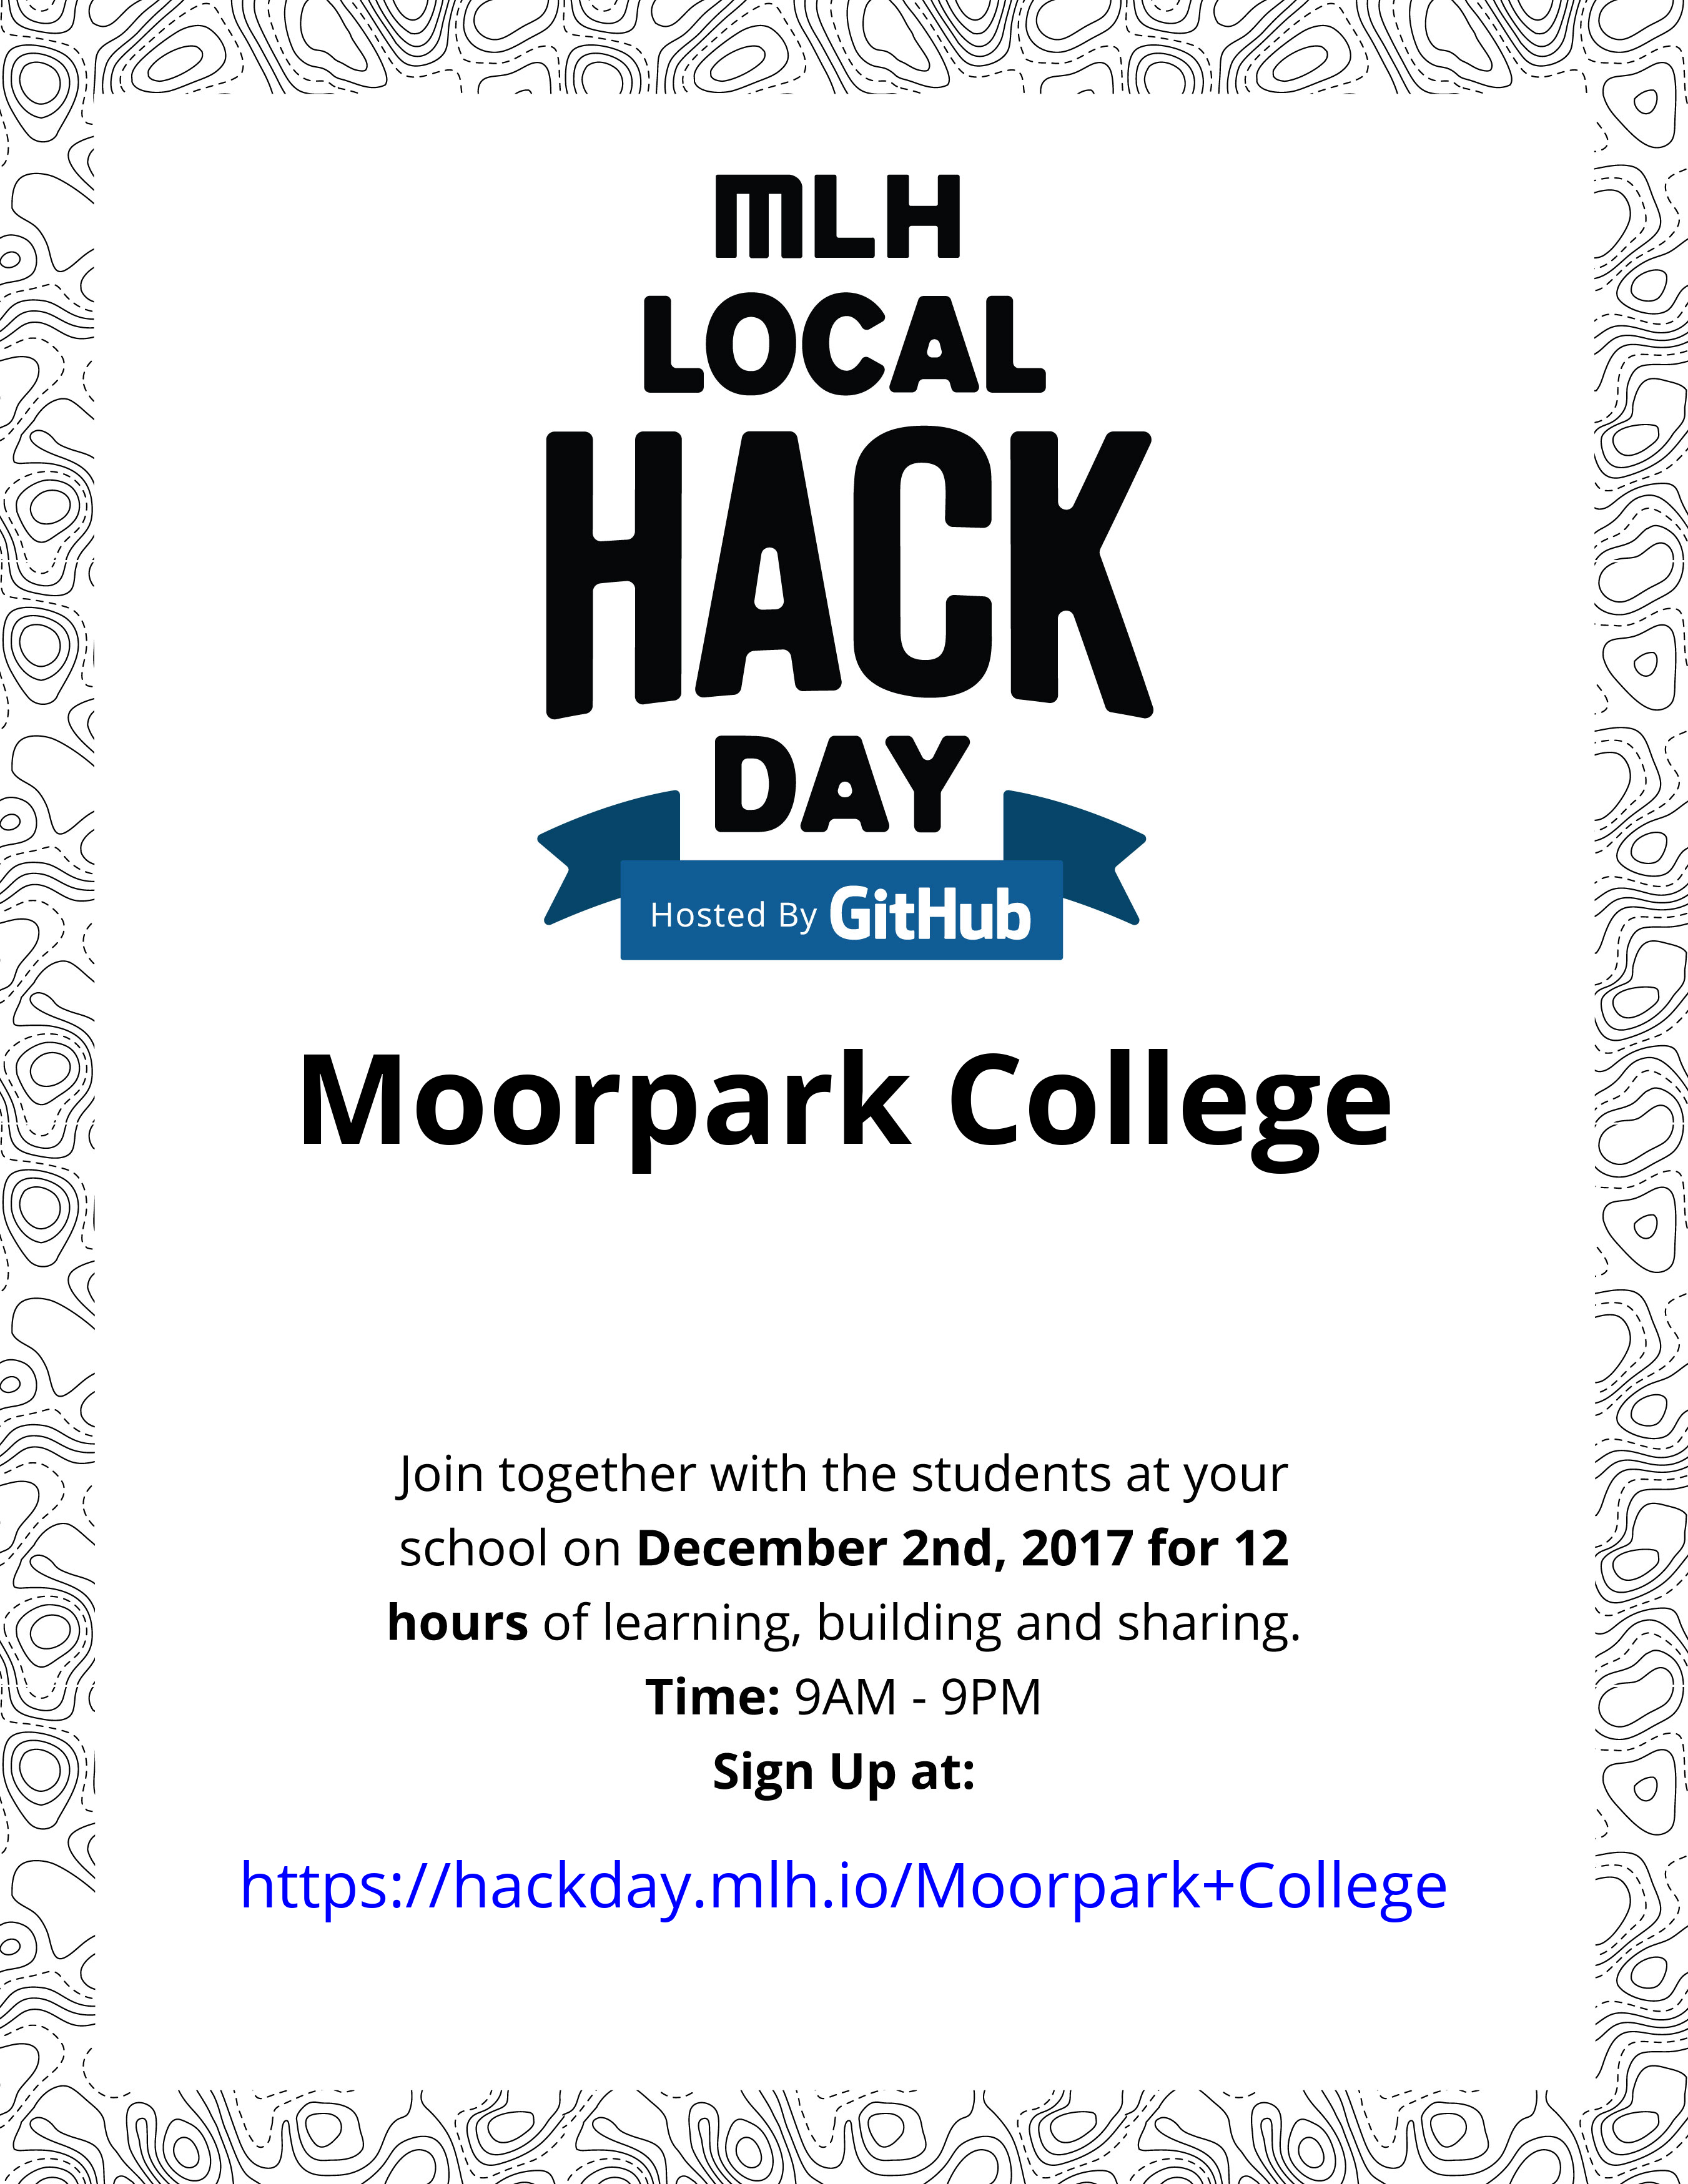 MLH
LOCAL
HACK
DAY
Hosted By GitHub
Moorpark College
Join together with the students at your
school on December 2nd, 2017 for 12
hours of learning, building and sharing.
Time: 9AM - 9PM
Sign Up at:
https://hackday.mlh.io/Moorpark+College